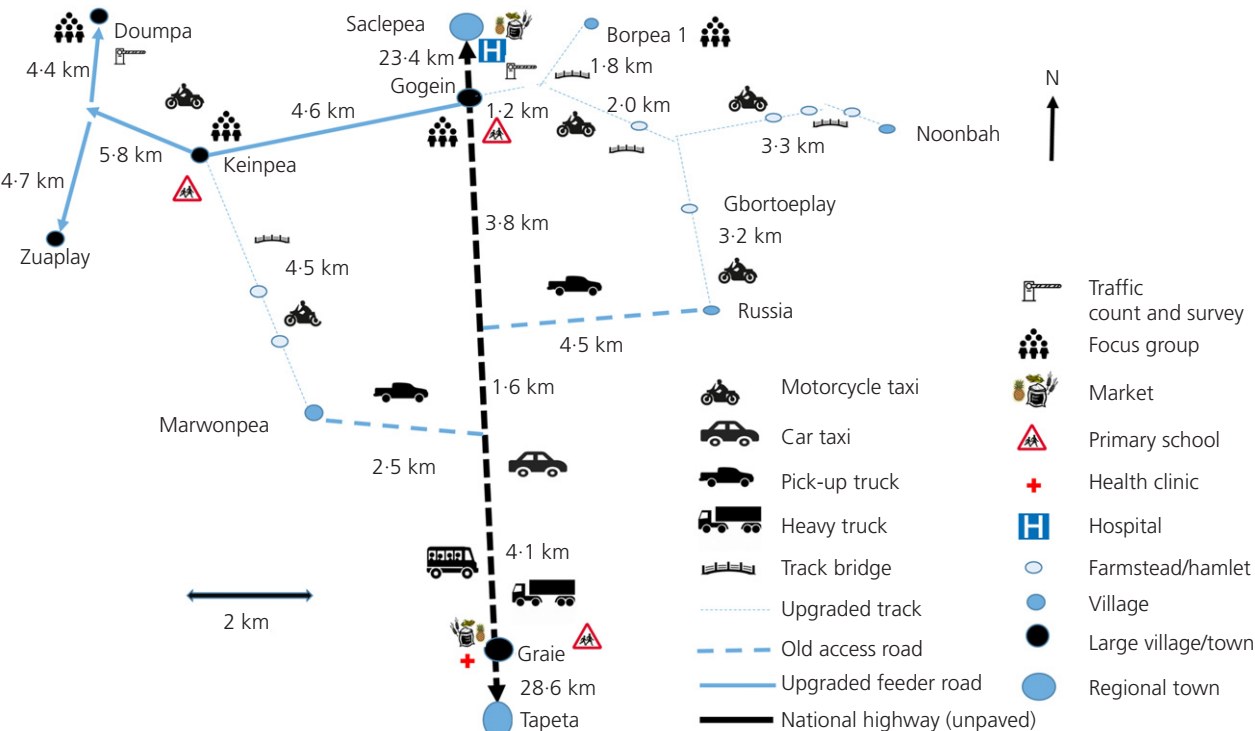 Doumpa
4·4 km
Saclepea
H
23·4 km
Gogein
Borpea 1
1·8 km
N
4·6 km
1·2 km
2·0 km
Noonbah
3·3 km
5·8 km
Keinpea
4·7 km
Zuaplay
Gbortoeplay
3·2 km
3·8 km
4·5 km
Russia
4·5 km
1·6 km
Marwonpea
2·5 km
4·1 km
2 km
Graie
28·6 km
Tapeta
Motorcycle taxi
Car taxi
Pick-up truck
Heavy truck
Track bridge
Upgraded track
Old access road
Upgraded feeder road
National highway (unpaved)
Traffic
count and survey
Focus group
Market
Primary school
Health clinic
H
Hospital
Farmstead/hamlet
Village
Large village/town
Regional town